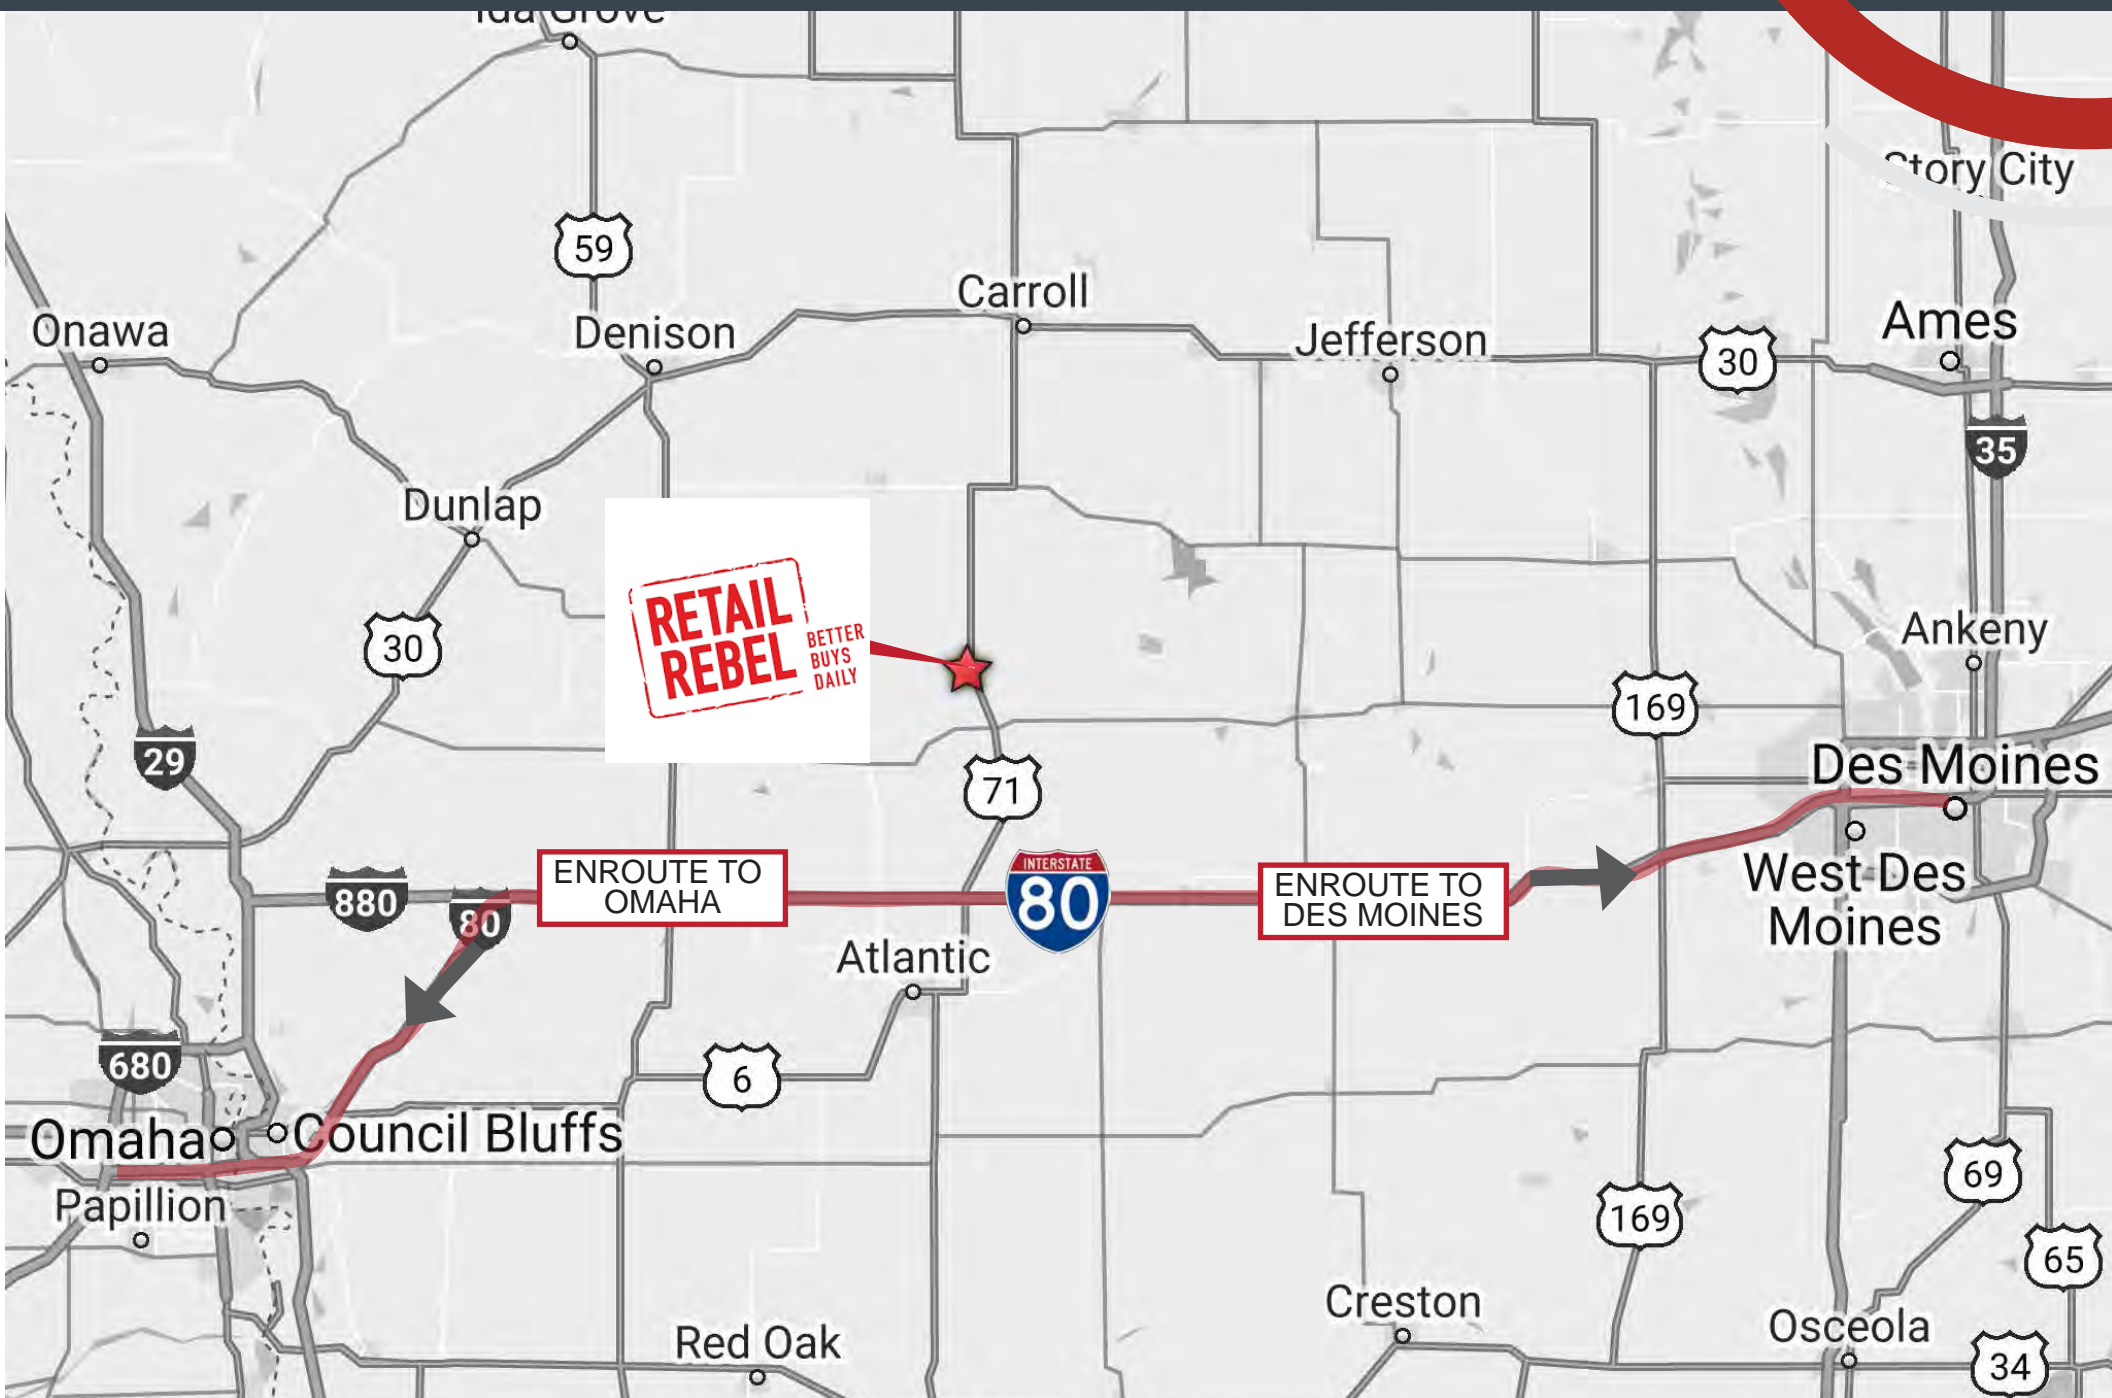 Ida Grove
Story City
59
Carroll
Onawa
Denison
Jefferson
30
Ames
35
Dunlap
RETAIL
REBEL
BETTER
BUYS
DAILY
30
Ankeny
169
29
71
Des Moines
ENROUTE TO
OMAHA
INTERSTATE
80
ENROUTE TO
DES MOINES
880
80
West Des
Moines
Atlantic
680
6
Omaha
Council Bluffs
Papillion
69
169
65
Creston
Osceola
Red Oak
34